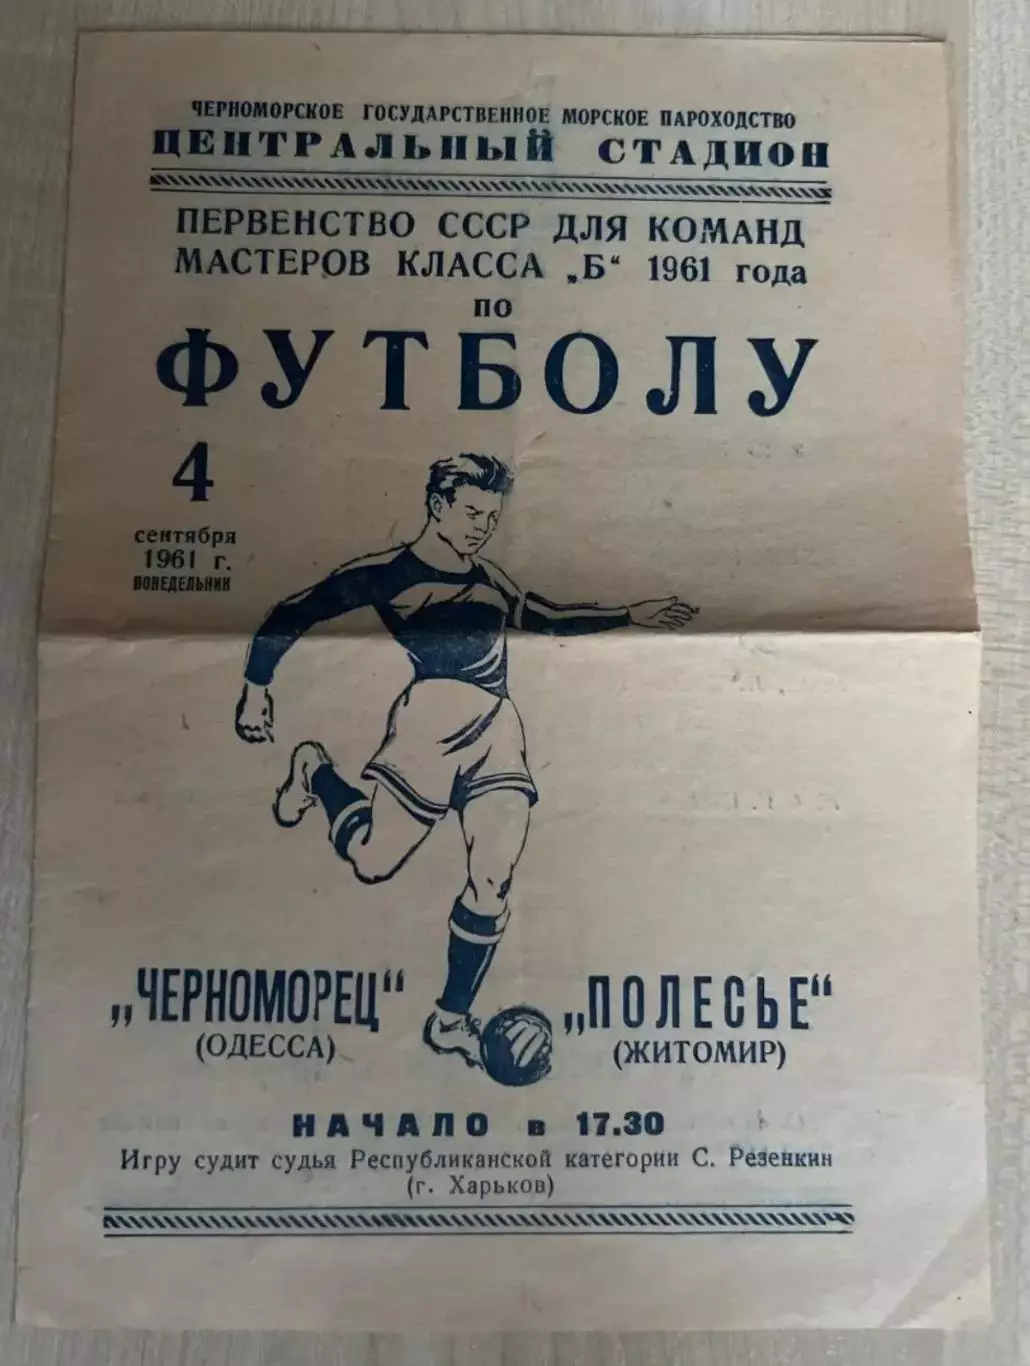 ЧЕРНОМОРСКОЕ ГОСУДАРСТВЕННОЕ МОРСКОЕ ПАРОХОДСТВО
ЦЕНТРАЛЬНЫЙ СТАДИОН
ПЕРВЕНСТВО СССР ДЛЯ КОМАНД
МАСТЕРОВ КЛАССА „Б“ 1961 года
по
ФУТБОЛУ
4
сентября
1961 г.
ПОНЕДЕЛЬНИК
„ЧЕРНОМОРЕЦ“
(ОДЕССА)
„ПОЛЕСЬЕ“
(ЖИТОМИР)
НАЧАЛО в 17.30
Игру судит судья Республиканской категории С. Резенкин
(г. Харьков)